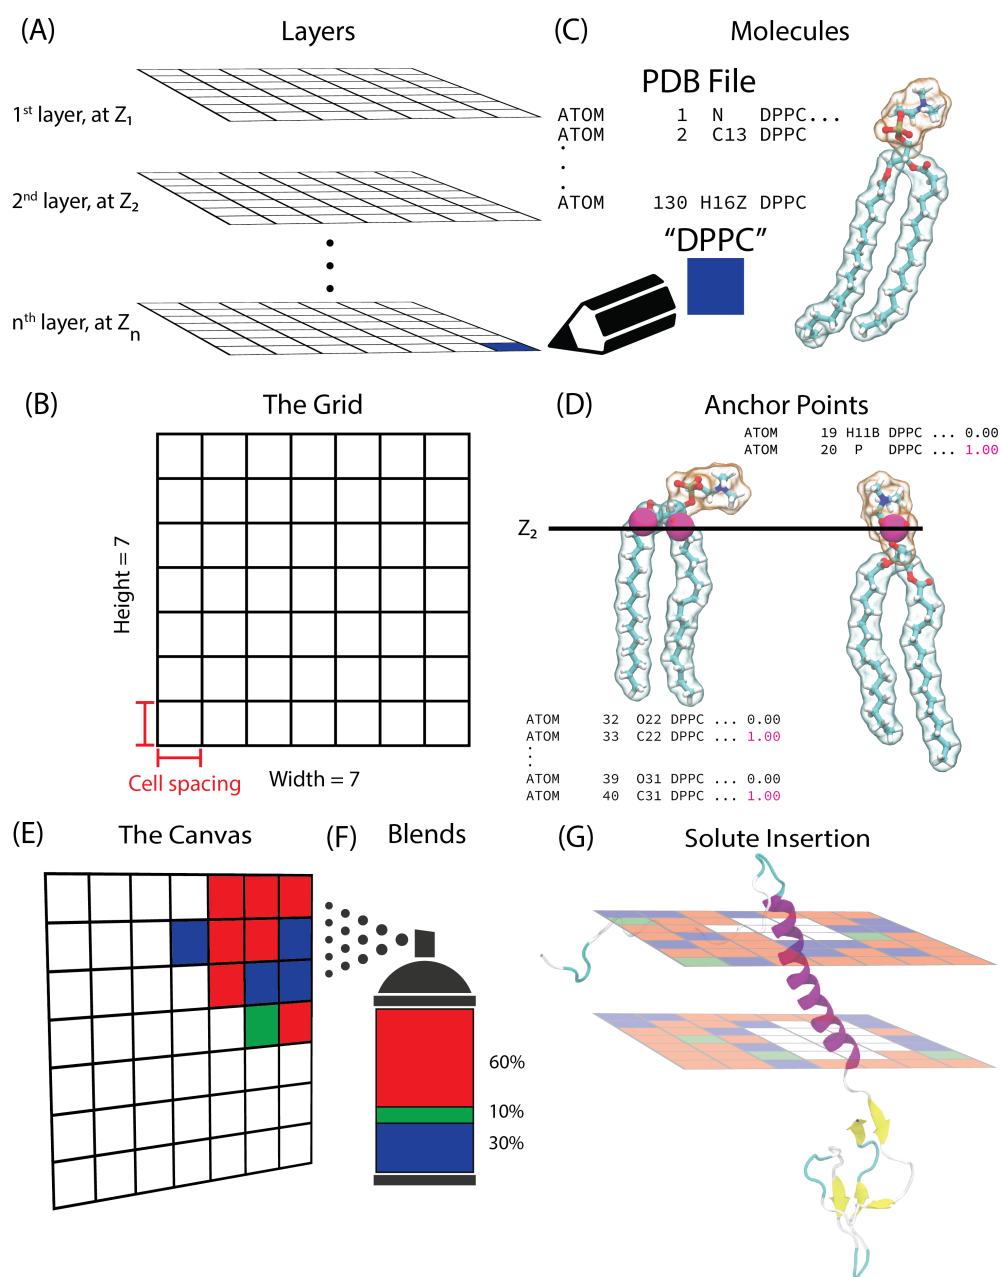 (A)
Layers
1st layer, at Z1
2nd layer, at Z2
nth layer, at Zn
(C)
Molecules
PDB File
ATOM 1 N DPPC...
ATOM 2 C13 DPPC
.
.
.
ATOM 130 H16Z DPPC
“DPPC”
(B)
The Grid
Height = 7
Cell spacing
Width = 7
(D)
Anchor Points
ATOM 19 H11B DPPC ... 0.00
ATOM 20 P DPPC ... 1.00
Z2
ATOM 32 O22 DPPC ... 0.00
ATOM 33 C22 DPPC ... 1.00
.
.
.
ATOM 39 O31 DPPC ... 0.00
ATOM 40 C31 DPPC ... 1.00
(E)
The Canvas
(F)
Blends
60%
10%
30%
(G)
Solute Insertion